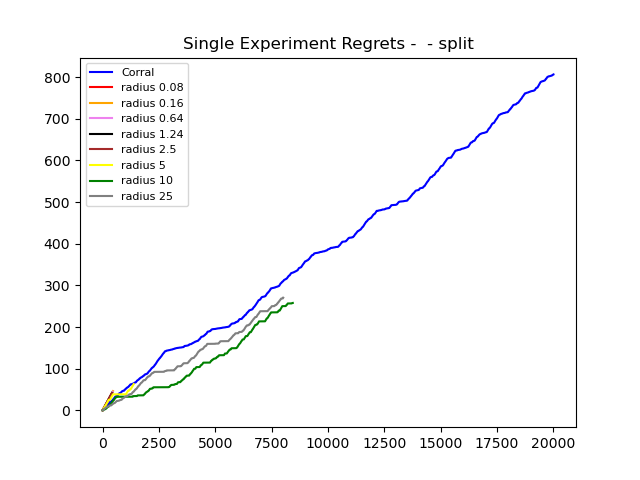 Single Experiment Regrets -  - split
Corral
radius 0.08
radius 0.16
radius 0.64
radius 1.24
radius 2.5
radius 5
radius 10
radius 25
800
700
600
500
400
300
200
100
0
0 2500 5000 7500 10000 12500 15000 17500 20000